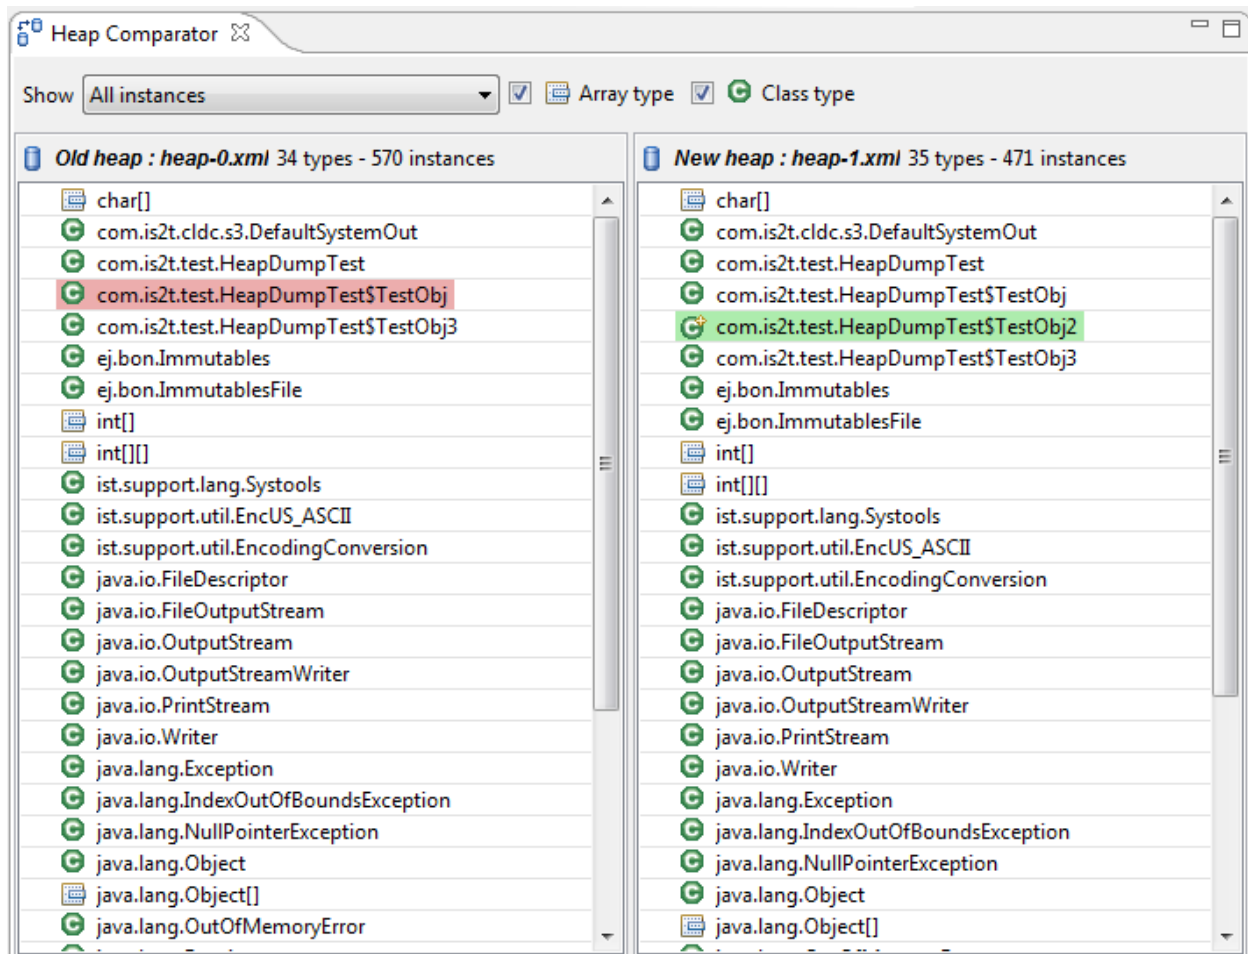 Heap Comparator
Show All instances Array type Class type
Old heap : heap-0.xml 34 types - 570 instances
char[]
com.is2t.cldc.s3.DefaultSystemOut
com.is2t.test.HeapDumpTest
com.is2t.test.HeapDumpTest$TestObj
com.is2t.test.HeapDumpTest$TestObj3
ej.bon.Immutables
ej.bon.ImmutablesFile
int[]
int[][]
ist.support.lang.Systools
ist.support.util.EncUS_ASCII
ist.support.util.EncodingConversion
java.io.FileDescriptor
java.io.FileOutputStream
java.io.OutputStream
java.io.OutputStreamWriter
java.io.PrintStream
java.io.Writer
java.lang.Exception
java.lang.IndexOutOfBoundsException
java.lang.NullPointerException
java.lang.Object
java.lang.Object[]
java.lang.OutOfMemoryError
New heap : heap-1.xml 35 types - 471 instances
char[]
com.is2t.cldc.s3.DefaultSystemOut
com.is2t.test.HeapDumpTest
com.is2t.test.HeapDumpTest$TestObj
com.is2t.test.HeapDumpTest$TestObj2
com.is2t.test.HeapDumpTest$TestObj3
ej.bon.Immutables
ej.bon.ImmutablesFile
int[]
int[][]
ist.support.lang.Systools
ist.support.util.EncUS_ASCII
ist.support.util.EncodingConversion
java.io.FileDescriptor
java.io.FileOutputStream
java.io.OutputStream
java.io.OutputStreamWriter
java.io.PrintStream
java.io.Writer
java.lang.Exception
java.lang.IndexOutOfBoundsException
java.lang.NullPointerException
java.lang.Object
java.lang.Object[]